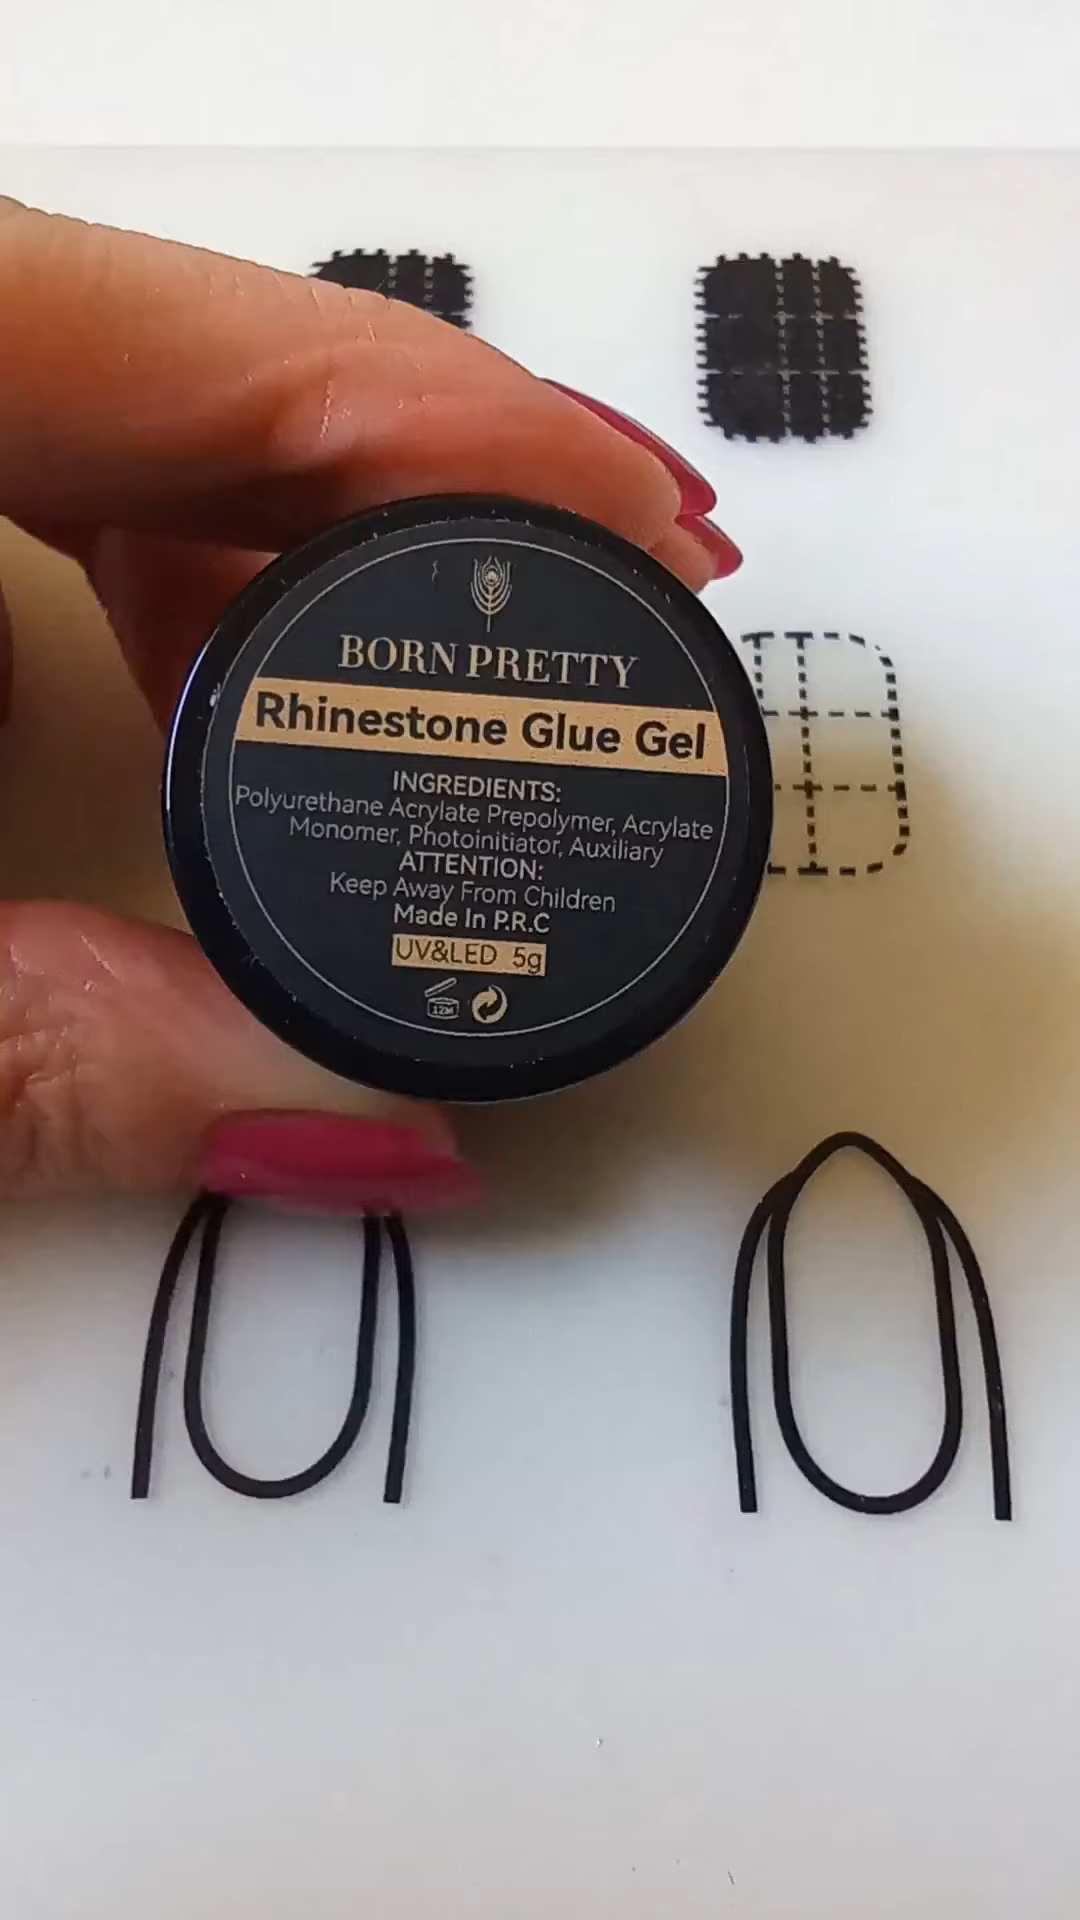 BORN PRETTY
Rhinestone Glue Gel
INGREDIENTS:
Polyurethane Acrylate Prepolymer, Acrylate
Monomer, Photoinitiator, Auxiliary
ATTENTION:
Keep Away From Children
Made In P.R.C
UV&LED 5g
12M